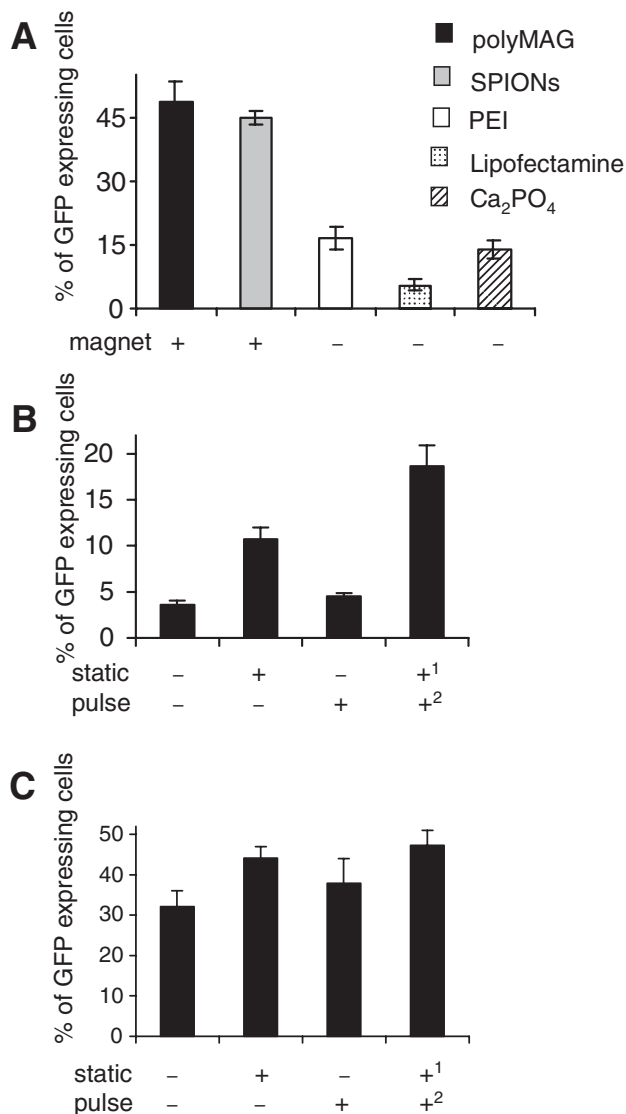 A
% of GFP expressing cells
polyMAG
SPIONs
PEI
Lipofectamine
Ca₂PO₄
45
30
15
0
magnet + + – – –
B
% of GFP expressing cells
20
15
10
5
0
static – + – +¹
pulse – – + +²
C
% of GFP expressing cells
50
40
30
20
10
0
static – + – +¹
pulse – – + +²